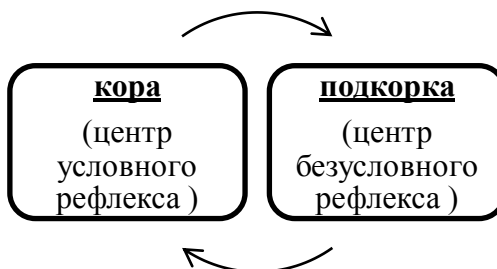 кора
(центр
условного
рефлекса )
подкорка
(центр
безусловного
рефлекса )